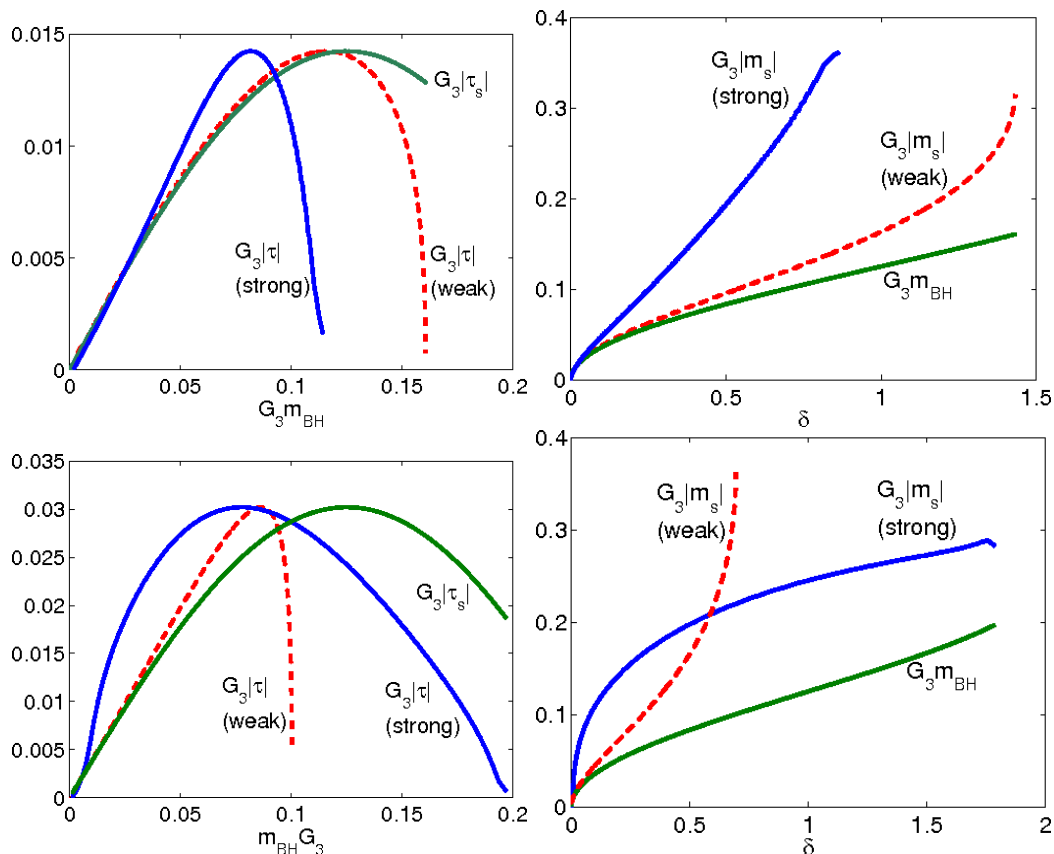 0.015
0.01
0.005
0
G₃|τₛ|
G₃|τ|
(strong)
G₃|τ|
(weak)
0 0.05 0.1 0.15 0.2
G₃m_BH
0.4
0.3
0.2
0.1
0
G₃|mₛ|
(strong)
G₃|mₛ|
(weak)
G₃m_BH
0 0.5 1 1.5
δ
0.035
0.03
0.025
0.02
0.015
0.01
0.005
0
G₃|τₛ|
G₃|τ|
(weak)
G₃|τ|
(strong)
0 0.05 0.1 0.15 0.2
m_BHG₃
0.4
0.3
0.2
0.1
0
G₃|mₛ|
(weak)
G₃|mₛ|
(strong)
G₃m_BH
0 0.5 1 1.5 2
δ